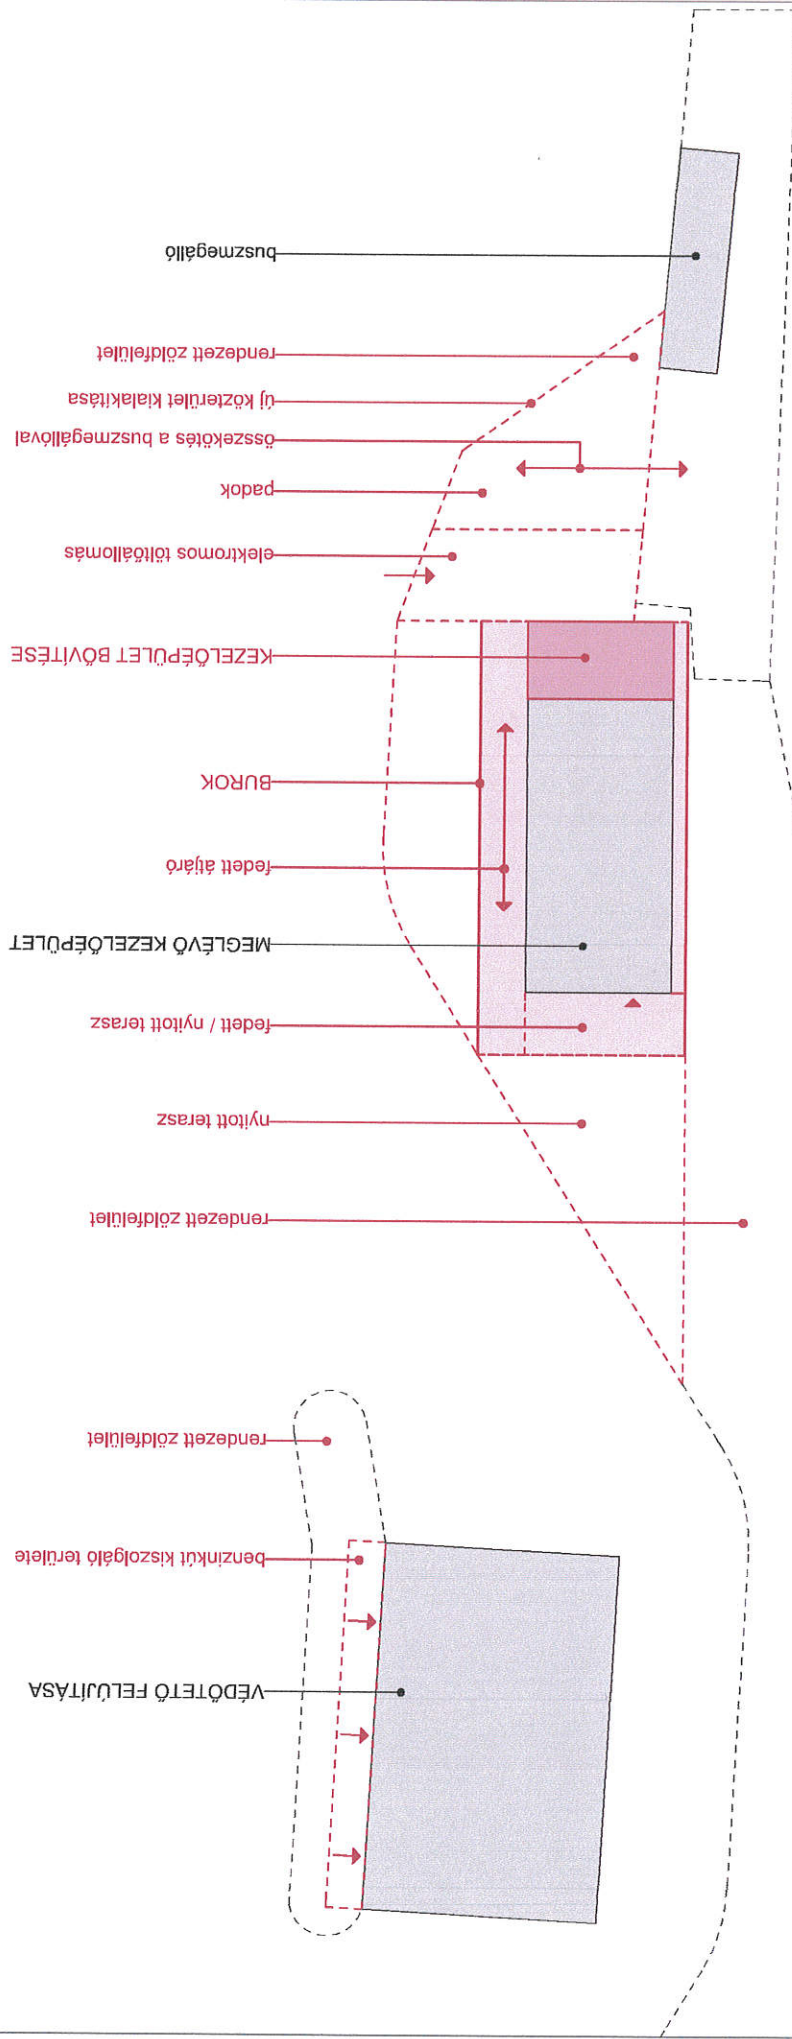 VÉDŐTETŐ FELÚJÍTÁSA
benzinkút kiszolgáló területe
rendezett zöldfelület
rendezett zöldfelület
nyitott terasz
fedett / nyitott terasz
MEGLÉVŐ KEZELŐÉPÜLET
fedett átjáró
BUROK
KEZELŐÉPÜLET BŐVÍTÉSE
elektromos töltőállomás
padok
összekötés a buszmegállóval
új közterület kialakítása
rendezett zöldfelület
buszmegálló